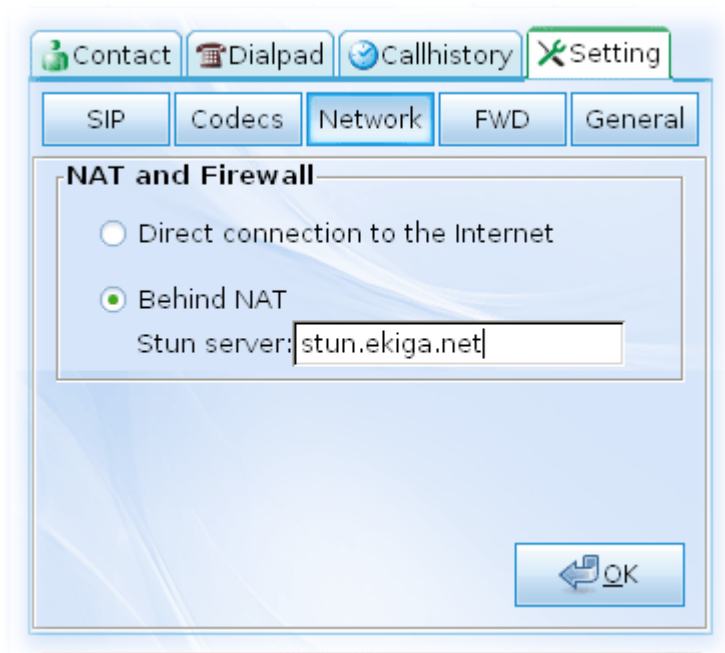 Contact Dialpad Callhistory Setting
SIP Codecs Network FWD General
NAT and Firewall
Direct connection to the Internet
Behind NAT
Stun server: stun.ekiga.net
OK